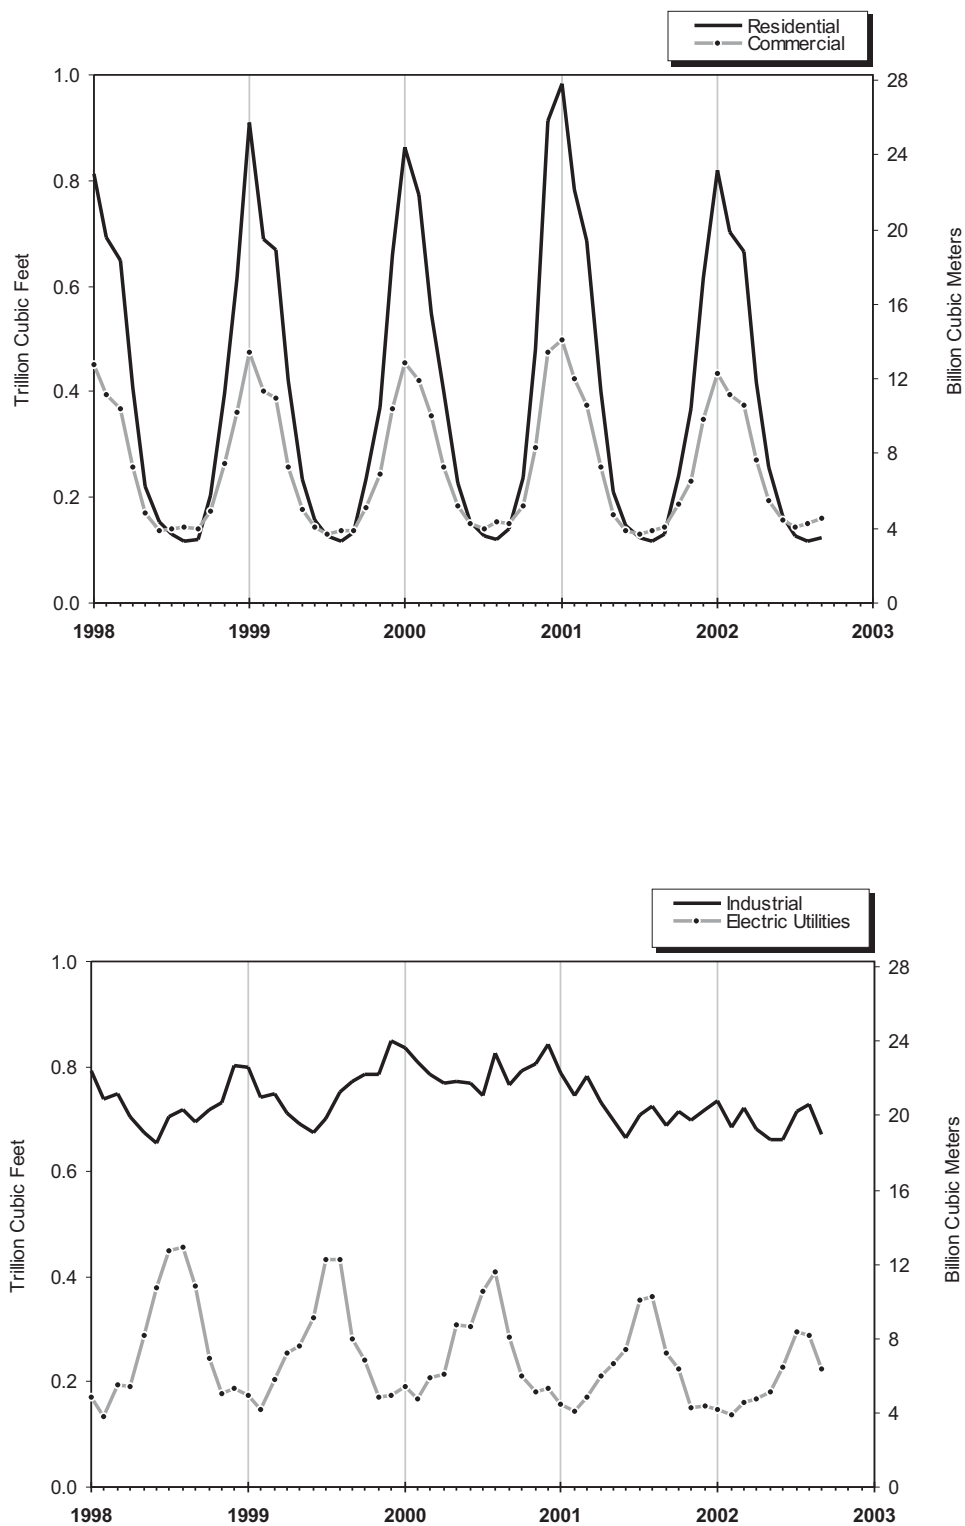 Residential
Commercial
1.0
0.8
0.6
0.4
0.2
0.0
Trillion Cubic Feet
28
24
20
16
12
8
4
0
Billion Cubic Meters
1998 1999 2000 2001 2002 2003
Industrial
Electric Utilities
1.0
0.8
0.6
0.4
0.2
0.0
Trillion Cubic Feet
28
24
20
16
12
8
4
0
Billion Cubic Meters
1998 1999 2000 2001 2002 2003